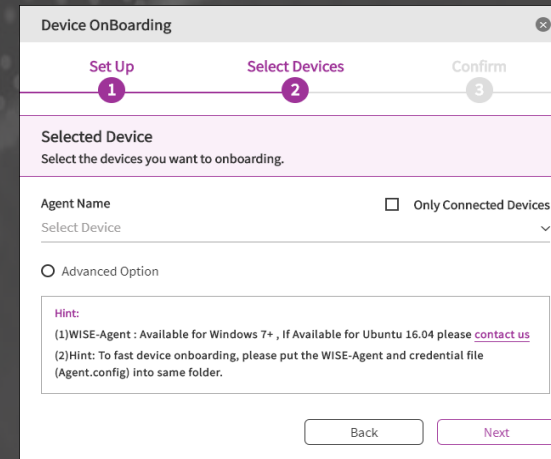 Device OnBoarding
Set Up
Select Devices
Confirm
1
2
3
Selected Device
Select the devices you want to onboarding.
Agent Name
Only Connected Devices
Select Device
Advanced Option
Hint:
(1)WISE-Agent : Available for Windows 7+ , If Available for Ubuntu 16.04 please contact us
(2)Hint: To fast device onboarding, please put the WISE-Agent and credential file
(Agent.config) into same folder.
Back
Next